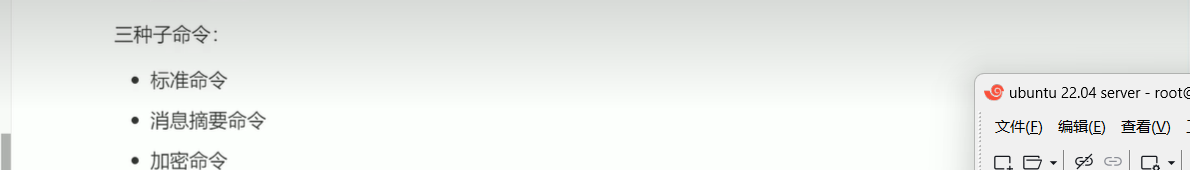 三种子命令：
标准命令
消息摘要命令
加密命令
ubuntu 22.04 server - root@
文件(F) 编辑(E) 查看(V)